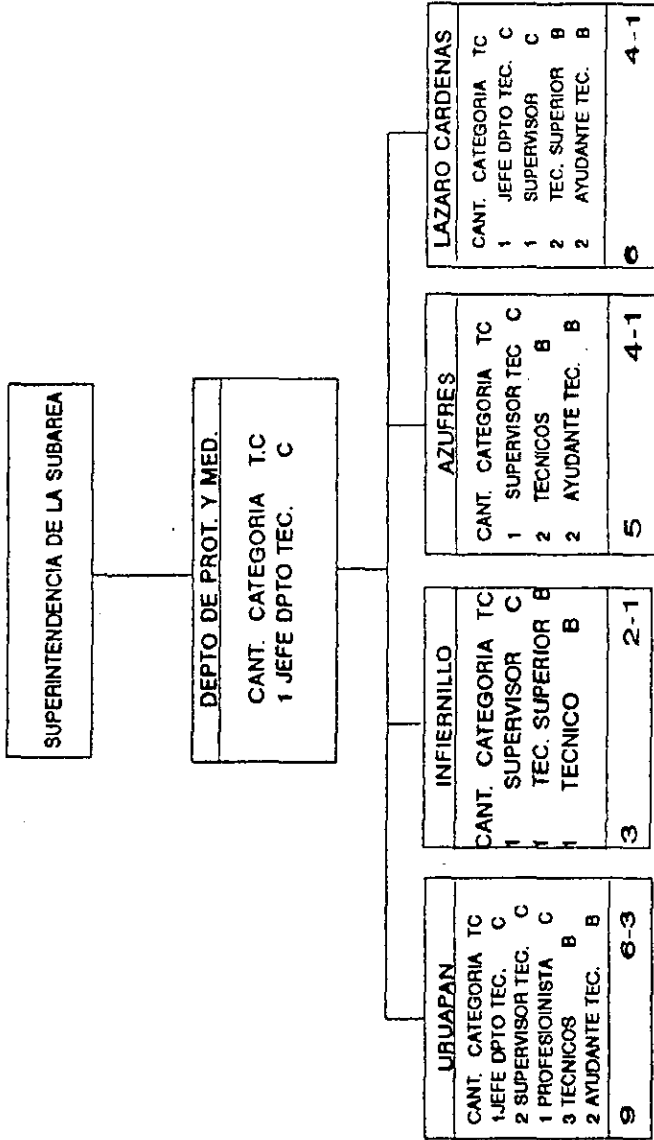 SUPERINTENDENCIA DE LA SUBAREA
DEPTO DE PROT. Y MED.
CANT. CATEGORIA T.C
1 JEFE DPTO TEC. C
URUAPAN
CANT. CATEGORIA TC
1JEFE DPTO TEC. C
2 SUPERVISOR TEC. C
1 PROFESIOINISTA C
3 TECNICOS B
2 AYUDANTE TEC. B
9 6-3
INFIERNILLO
CANT. CATEGORIA TC
1 SUPERVISOR C
1 TEC. SUPERIOR B
1 TECNICO B
3 2-1
AZUFRES
CANT. CATEGORIA TC
1 SUPERVISOR TEC C
2 TECNICOS B
2 AYUDANTE TEC. B
5 4-1
LAZARO CARDENAS
CANT. CATEGORIA TC
1 JEFE DPTO TEC. C
1 SUPERVISOR C
2 TEC. SUPERIOR B
2 AYUDANTE TEC. B
6 4-1